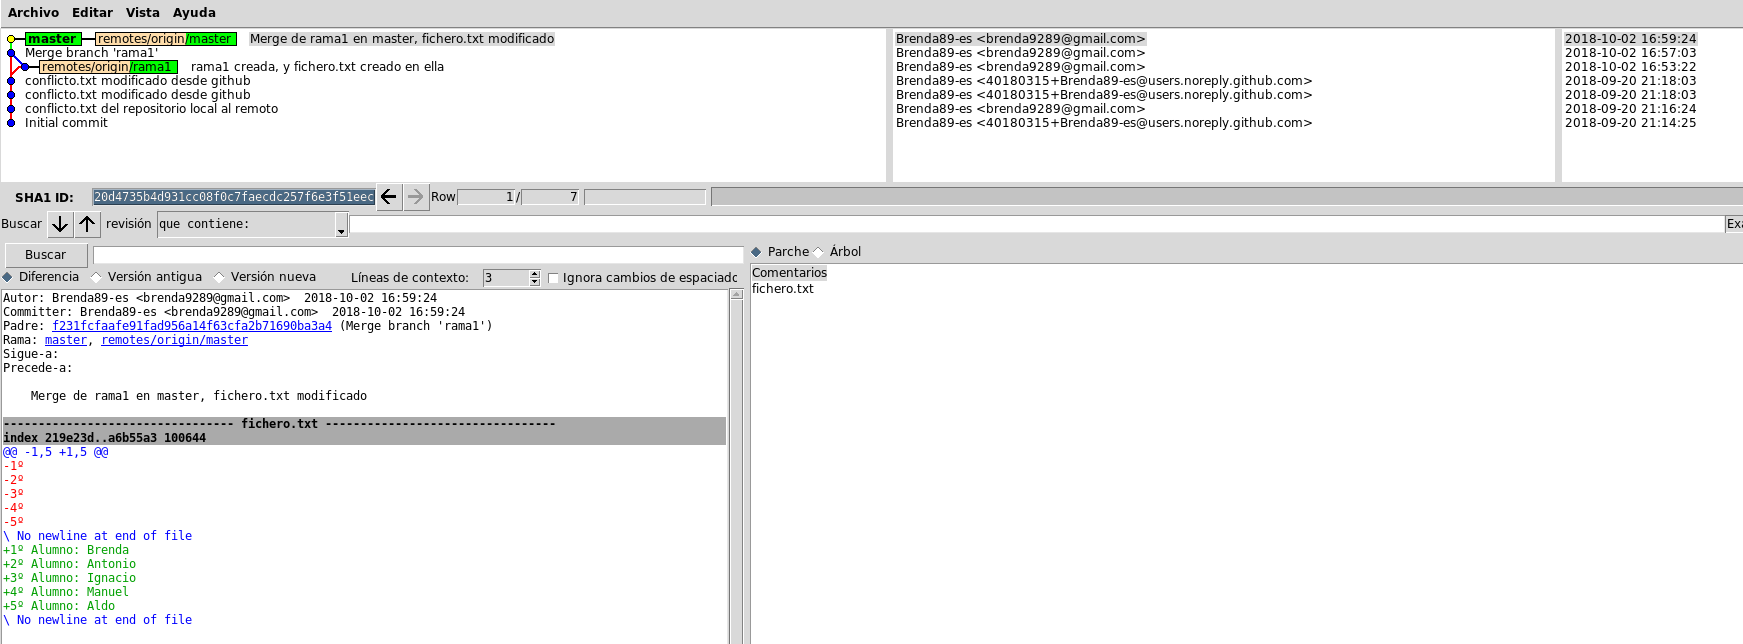 Archivo Editar Vista Ayuda
master remotes/origin/master Merge de rama1 en master, fichero.txt modificado Brenda89-es <brenda9289@gmail.com> 2018-10-02 16:59:24
Merge branch 'rama1' Brenda89-es <brenda9289@gmail.com> 2018-10-02 16:57:03
remotes/origin/rama1 rama1 creada, y fichero.txt creado en ella Brenda89-es <brenda9289@gmail.com> 2018-10-02 16:53:22
conflicto.txt modificado desde github Brenda89-es <40180315+Brenda89-es@users.noreply.github.com> 2018-09-20 21:18:03
conflicto.txt modificado desde github Brenda89-es <40180315+Brenda89-es@users.noreply.github.com> 2018-09-20 21:18:03
conflicto.txt del repositorio local al remoto Brenda89-es <brenda9289@gmail.com> 2018-09-20 21:16:24
Initial commit Brenda89-es <40180315+Brenda89-es@users.noreply.github.com> 2018-09-20 21:14:25
SHA1 ID: 20d4735b4d931cc08f0c7faecdc257f6e3f51eec Row 1 / 7
Buscar revisión que contiene: Exa
Buscar
Diferencia Versión antigua Versión nueva Líneas de contexto: 3 Ignora cambios de espaciado
Parche Árbol
Comentarios
fichero.txt
Autor: Brenda89-es <brenda9289@gmail.com> 2018-10-02 16:59:24
Committer: Brenda89-es <brenda9289@gmail.com> 2018-10-02 16:59:24
Padre: f231fcfaafe91fad956a14f63cfa2b71690ba3a4 (Merge branch 'rama1')
Rama: master, remotes/origin/master
Sigue-a:
Precede-a:
Merge de rama1 en master, fichero.txt modificado
-------------------------------- fichero.txt --------------------------------
index 219e23d..a6b55a3 100644
@@ -1,5 +1,5 @@
-1º
-2º
-3º
-4º
-5º
\ No newline at end of file
+1º Alumno: Brenda
+2º Alumno: Antonio
+3º Alumno: Ignacio
+4º Alumno: Manuel
+5º Alumno: Aldo
\ No newline at end of file